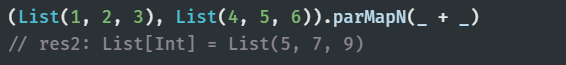 (List(1, 2, 3), List(4, 5, 6)).parMapN(_ + _)
// res2: List[Int] = List(5, 7, 9)